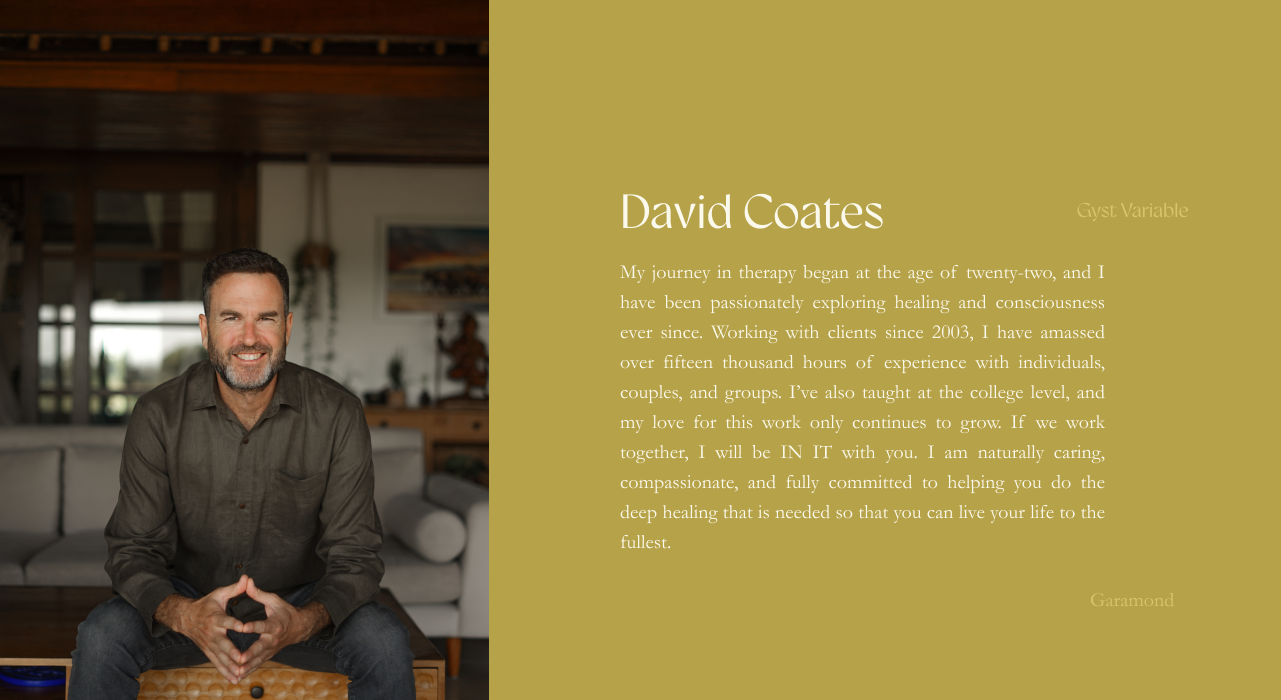 David Coates
Gyst Variable
My journey in therapy began at the age of twenty-two, and I
have been passionately exploring healing and consciousness
ever since. Working with clients since 2003, I have amassed
over fifteen thousand hours of experience with individuals,
couples, and groups. I’ve also taught at the college level, and
my love for this work only continues to grow. If we work
together, I will be IN IT with you. I am naturally caring,
compassionate, and fully committed to helping you do the
deep healing that is needed so that you can live your life to the
fullest.
Garamond